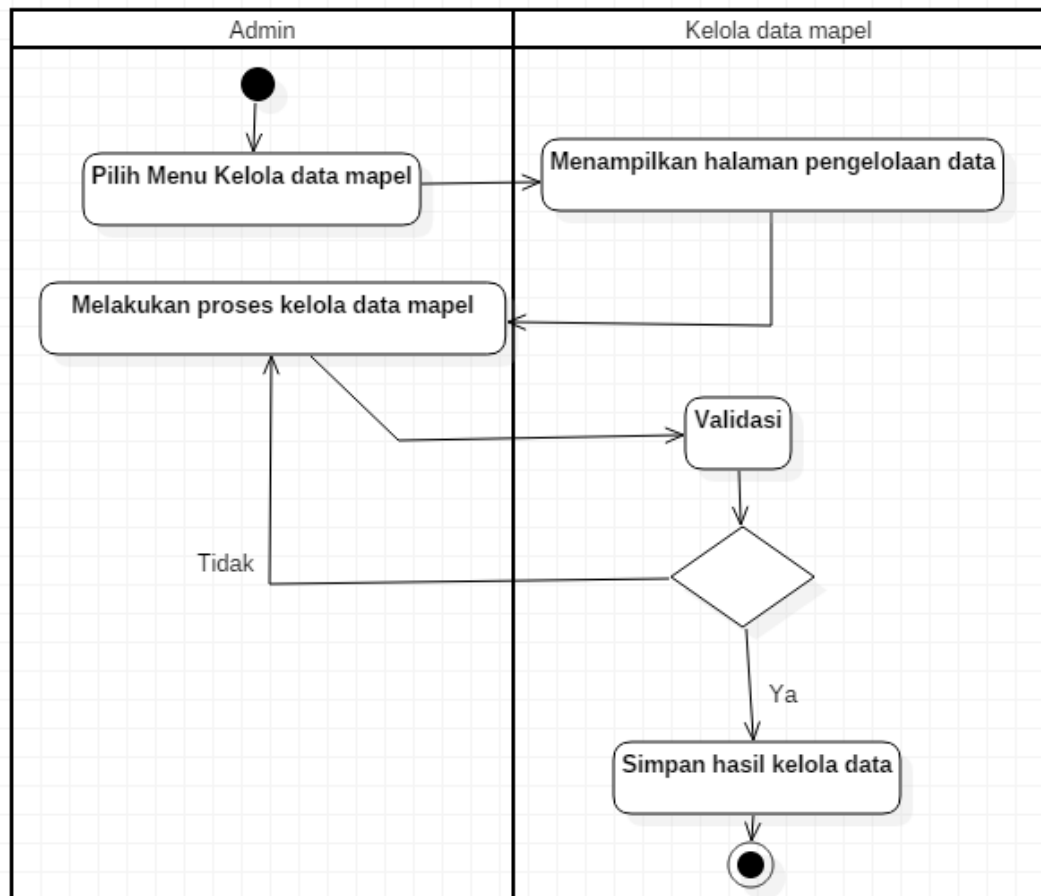 Admin
Kelola data mapel
Pilih Menu Kelola data mapel
Menampilkan halaman pengelolaan data
Melakukan proses kelola data mapel
Validasi
Tidak
Ya
Simpan hasil kelola data